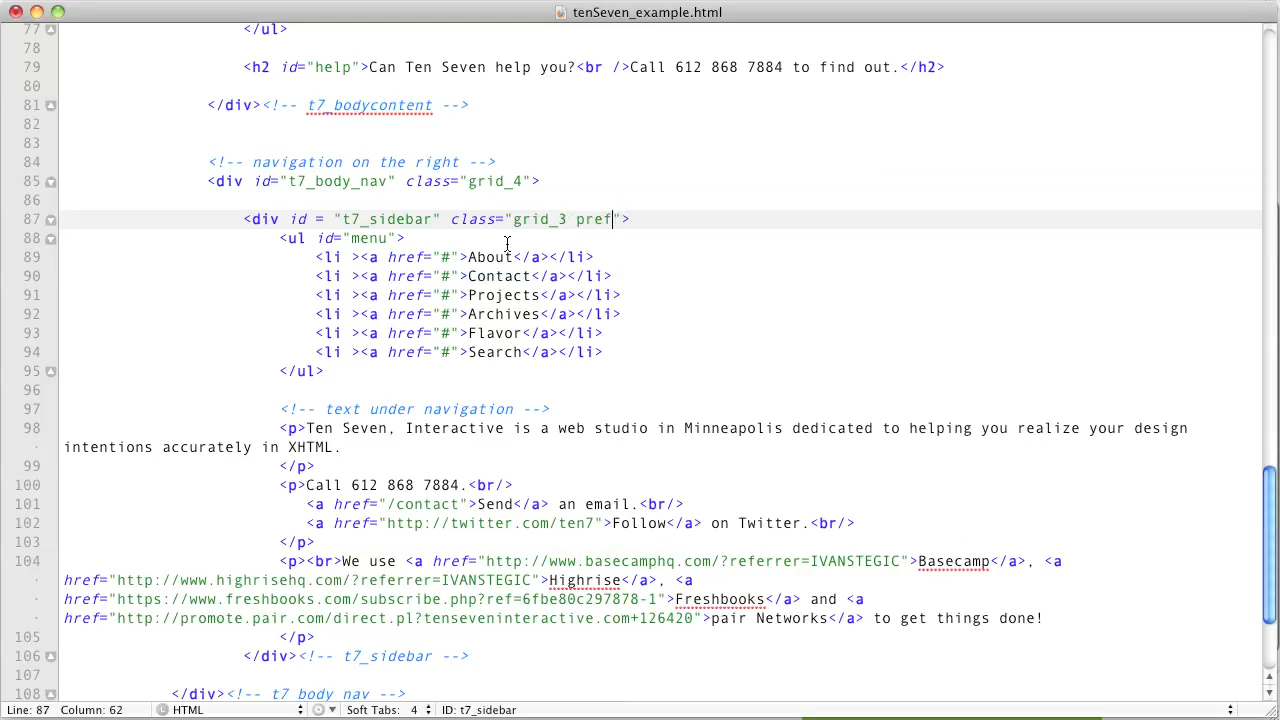 tenSeven_example.html
77 </ul>
78
79 <h2 id="help">Can Ten Seven help you?<br />Call 612 868 7884 to find out.</h2>
80
81 </div><!-- t7_bodycontent -->
82
83
84 <!-- navigation on the right -->
85 <div id="t7_body_nav" class="grid_4">
86
87 <div id = "t7_sidebar" class="grid_3 pref">
88 <ul id="menu">
89 <li ><a href="#">About</a></li>
90 <li ><a href="#">Contact</a></li>
91 <li ><a href="#">Projects</a></li>
92 <li ><a href="#">Archives</a></li>
93 <li ><a href="#">Flavor</a></li>
94 <li ><a href="#">Search</a></li>
95 </ul>
96
97 <!-- text under navigation -->
98 <p>Ten Seven, Interactive is a web studio in Minneapolis dedicated to helping you realize your design
intentions accurately in XHTML.
99 </p>
100 <p>Call 612 868 7884.<br/>
101 <a href="/contact">Send</a> an email.<br/>
102 <a href="http://twitter.com/ten7">Follow</a> on Twitter.<br/>
103 </p>
104 <p><br>We use <a href="http://www.basecamphq.com/?referrer=IVANSTEGIC">Basecamp</a>, <a
href="http://www.highrisehq.com/?referrer=IVANSTEGIC">Highrise</a>, <a
href="https://www.freshbooks.com/subscribe.php?ref=6fbe80c297878-1">Freshbooks</a> and <a
href="http://promote.pair.com/direct.pl?tenseveninteractive.com+126420">pair Networks</a> to get things done!
105 </p>
106 </div><!-- t7_sidebar -->
107
108 </div><!-- t7 body nav -->
Line: 87 Column: 62 L HTML Soft Tabs: 4 ID: t7_sidebar